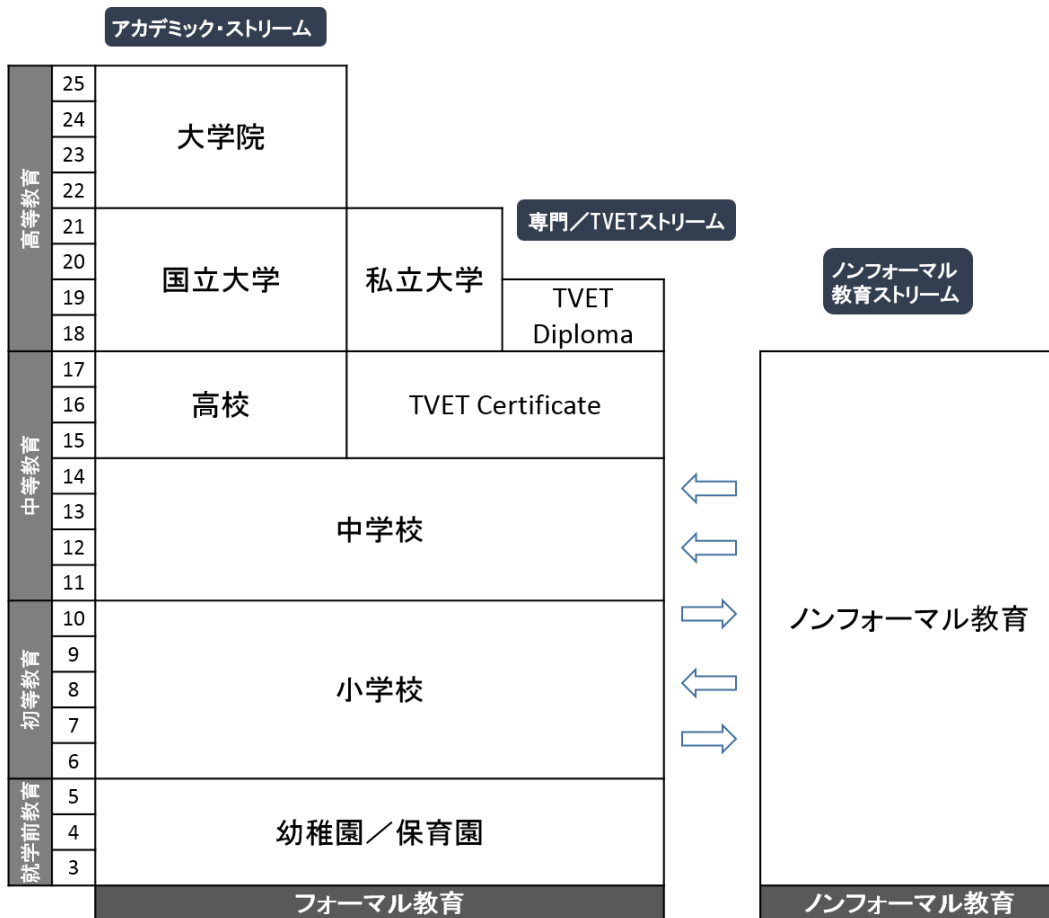 アカデミック・ストリーム
25
24
大学院
23
22
高等教育
21
専門／TVETストリーム
20
国立大学
私立大学
ノンフォーマル
教育ストリーム
19
TVET
18
Diploma
17
16
高校
TVET Certificate
15
中等教育
14
13
中学校
12
11
10
ノンフォーマル教育
9
初等教育
8
小学校
7
6
就学前教育
5
4
幼稚園／保育園
3
フォーマル教育
ノンフォーマル教育